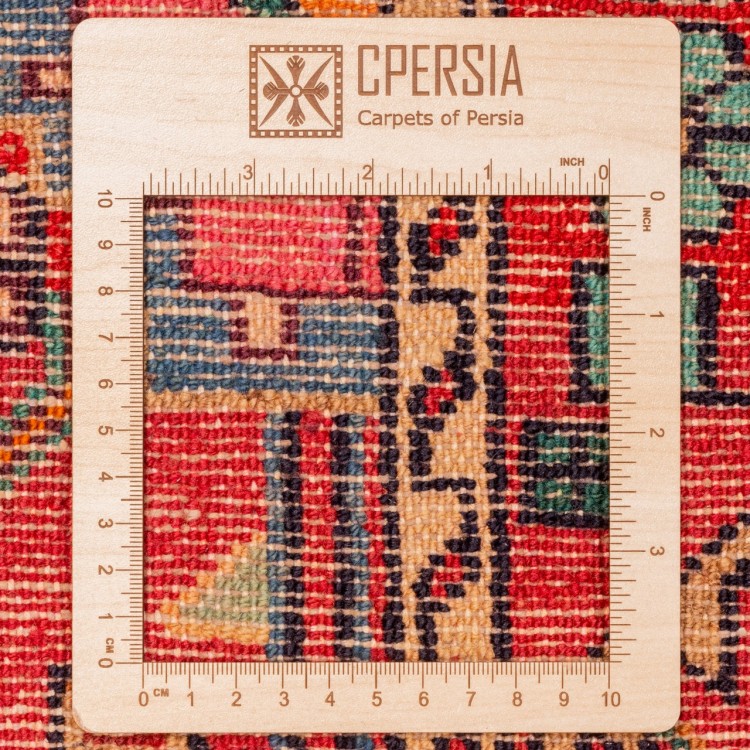 CPERSIA
Carpets of Persia
3 2 1 INCH 0
10 9 8 7 6 5 4 3 2 1 CM 0
0 INCH 1 2 3
0 CM 1 2 3 4 5 6 7 8 9 10